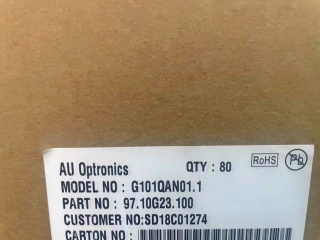 AU Optronics QTY : 80 RoHS Pb
MODEL NO : G101QAN01.1
PART NO : 97.10G23.100
CUSTOMER NO:SD18C01274
CARTON NO :